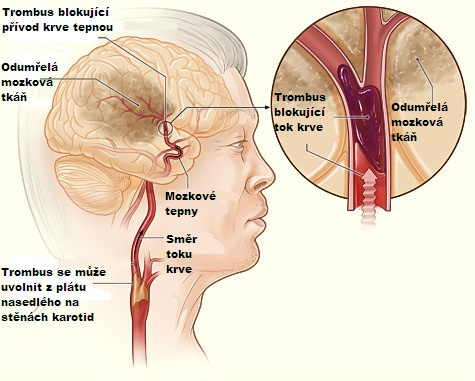 Trombus blokující
přívod krve tepnou
Odumřelá
mozková
tkáň
Mozkové
tepny
Směr
toku
krve
Trombus se může
uvolnit z plátu
nasedlého na
stěnách karotid
Trombus
blokující
tok krve
Odumřelá
mozková
tkáň